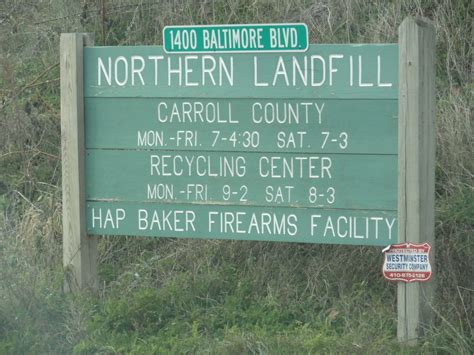 1400 BALTIMORE BLVD.
NORTHERN LANDFILL
CARROLL COUNTY
MON.-FRI. 7-4:30 SAT. 7-3
RECYCLING CENTER
MON-FRI 9-2 SAT. 8-3
HAP BAKER FIREARMS FACILITY
WESTMINSTER
SECURITY COMPANY